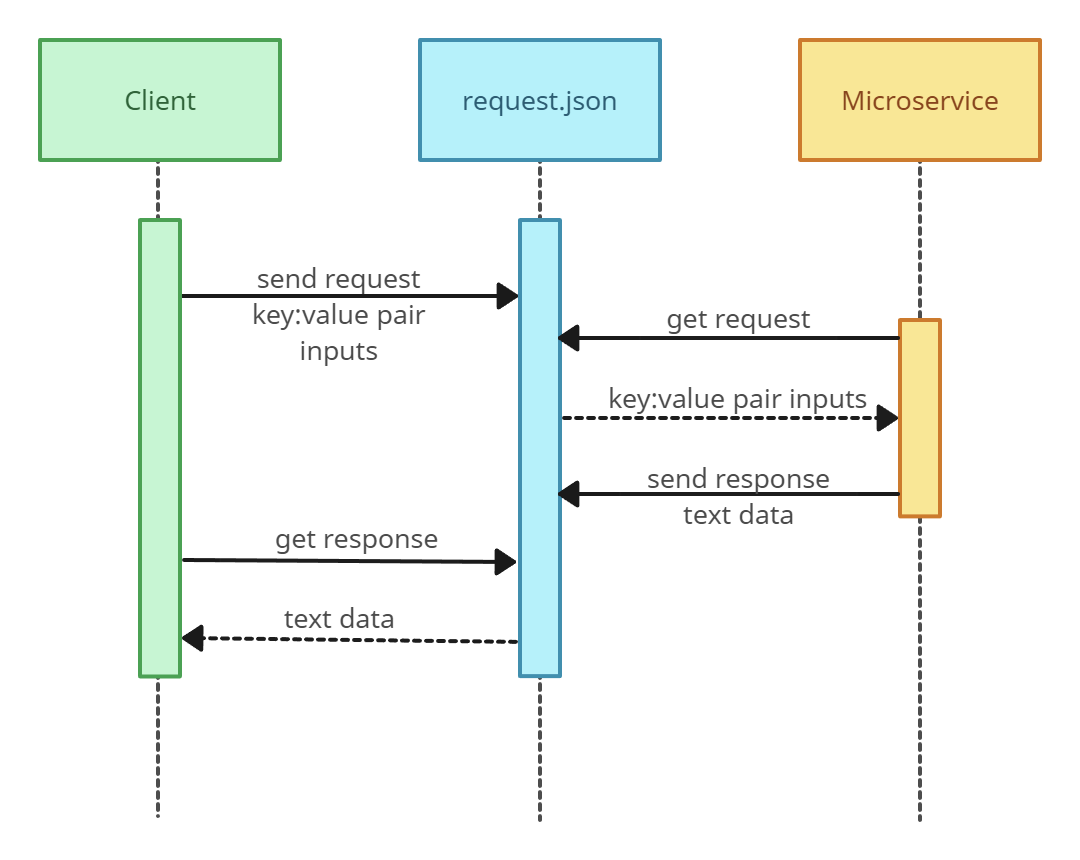 Client
request.json
Microservice
send request
key:value pair
inputs
get request
key:value pair inputs
send response
text data
get response
text data